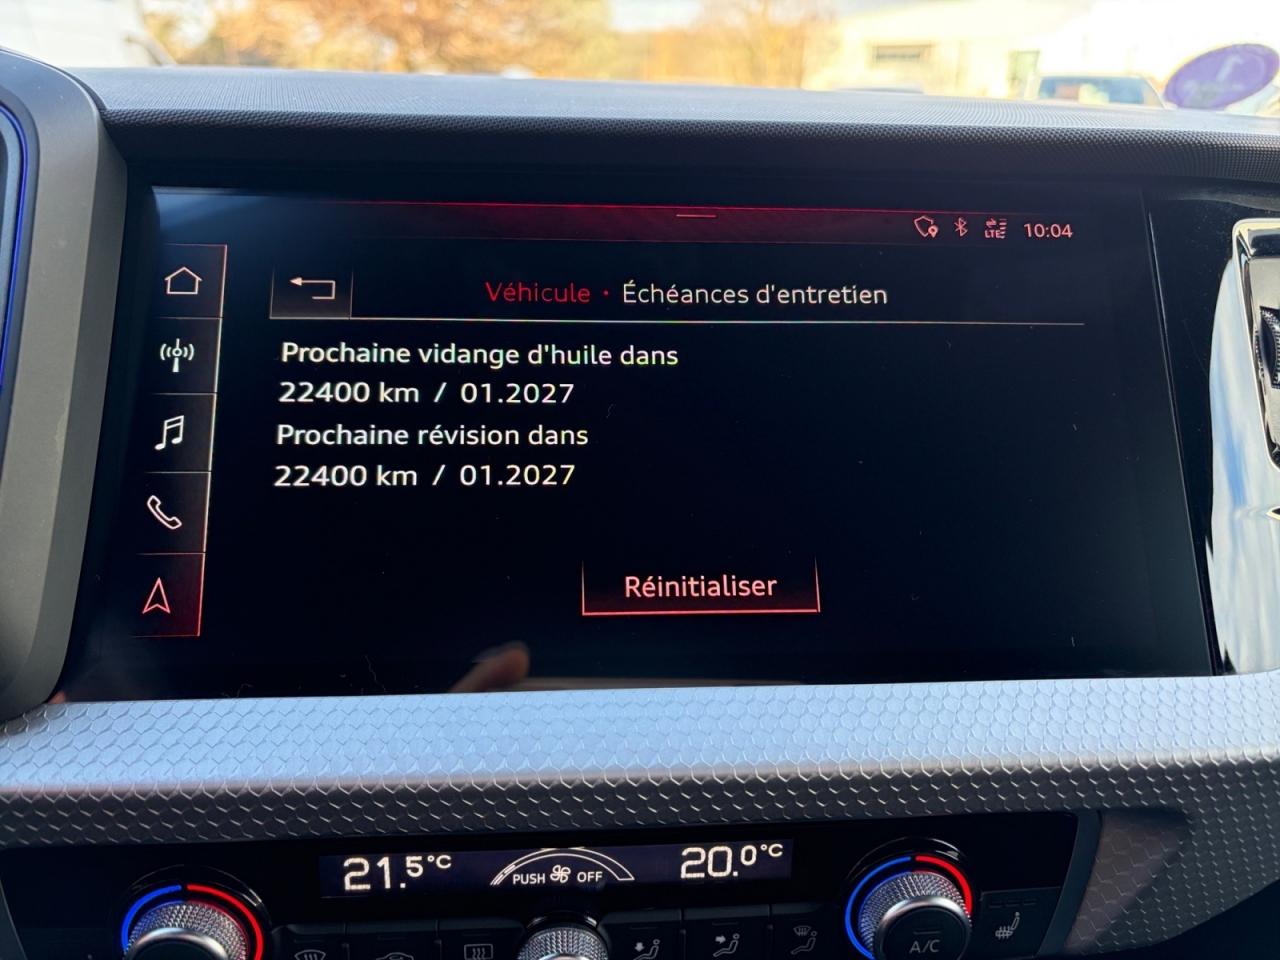 LTE 10:04
Véhicule · Échéances d'entretien
Prochaine vidange d'huile dans
22400 km / 01.2027
Prochaine révision dans
22400 km / 01.2027
Réinitialiser
21.5°C PUSH OFF 20.0°C
A/C